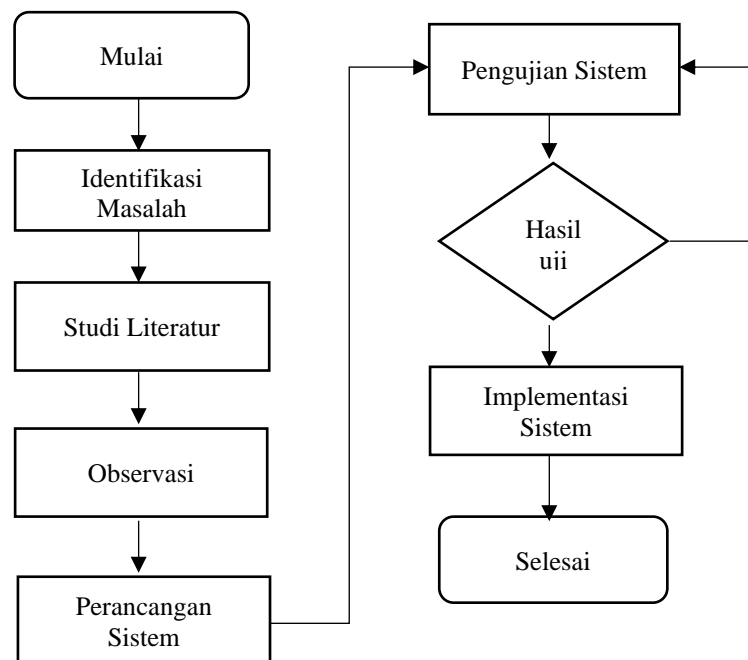 Mulai
Identifikasi
Masalah
Studi Literatur
Observasi
Perancangan
Sistem
Pengujian Sistem
Hasil
uji
Implementasi
Sistem
Selesai